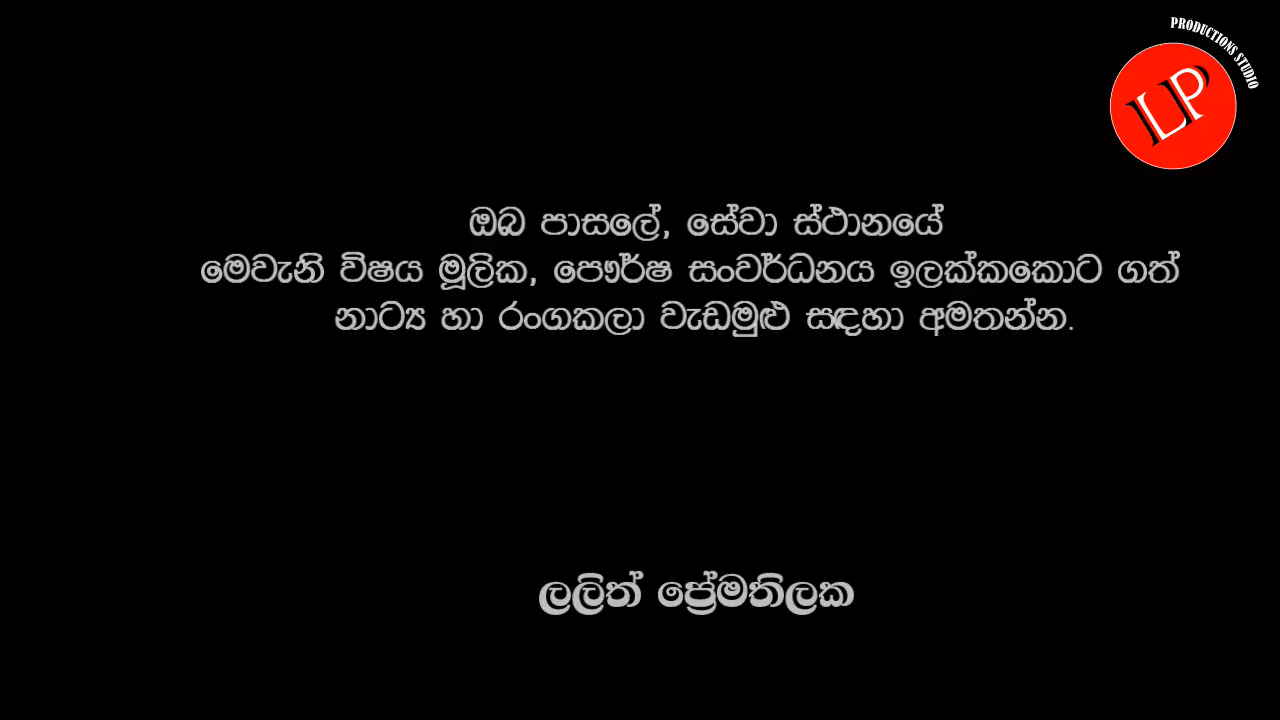 PRODUCTIONS STUDIO
LP
ඔබ පාසලේ, සේවා ස්ථානයේ
මෙවැනි විෂය මූලික, පෞර්ෂ සංවර්ධනය ඉලක්කකොට ගත්
නාට්‍ය හා රංගකලා වැඩමුළු සඳහා අමතන්න.
ලලිත් ප්‍රේමතිලක